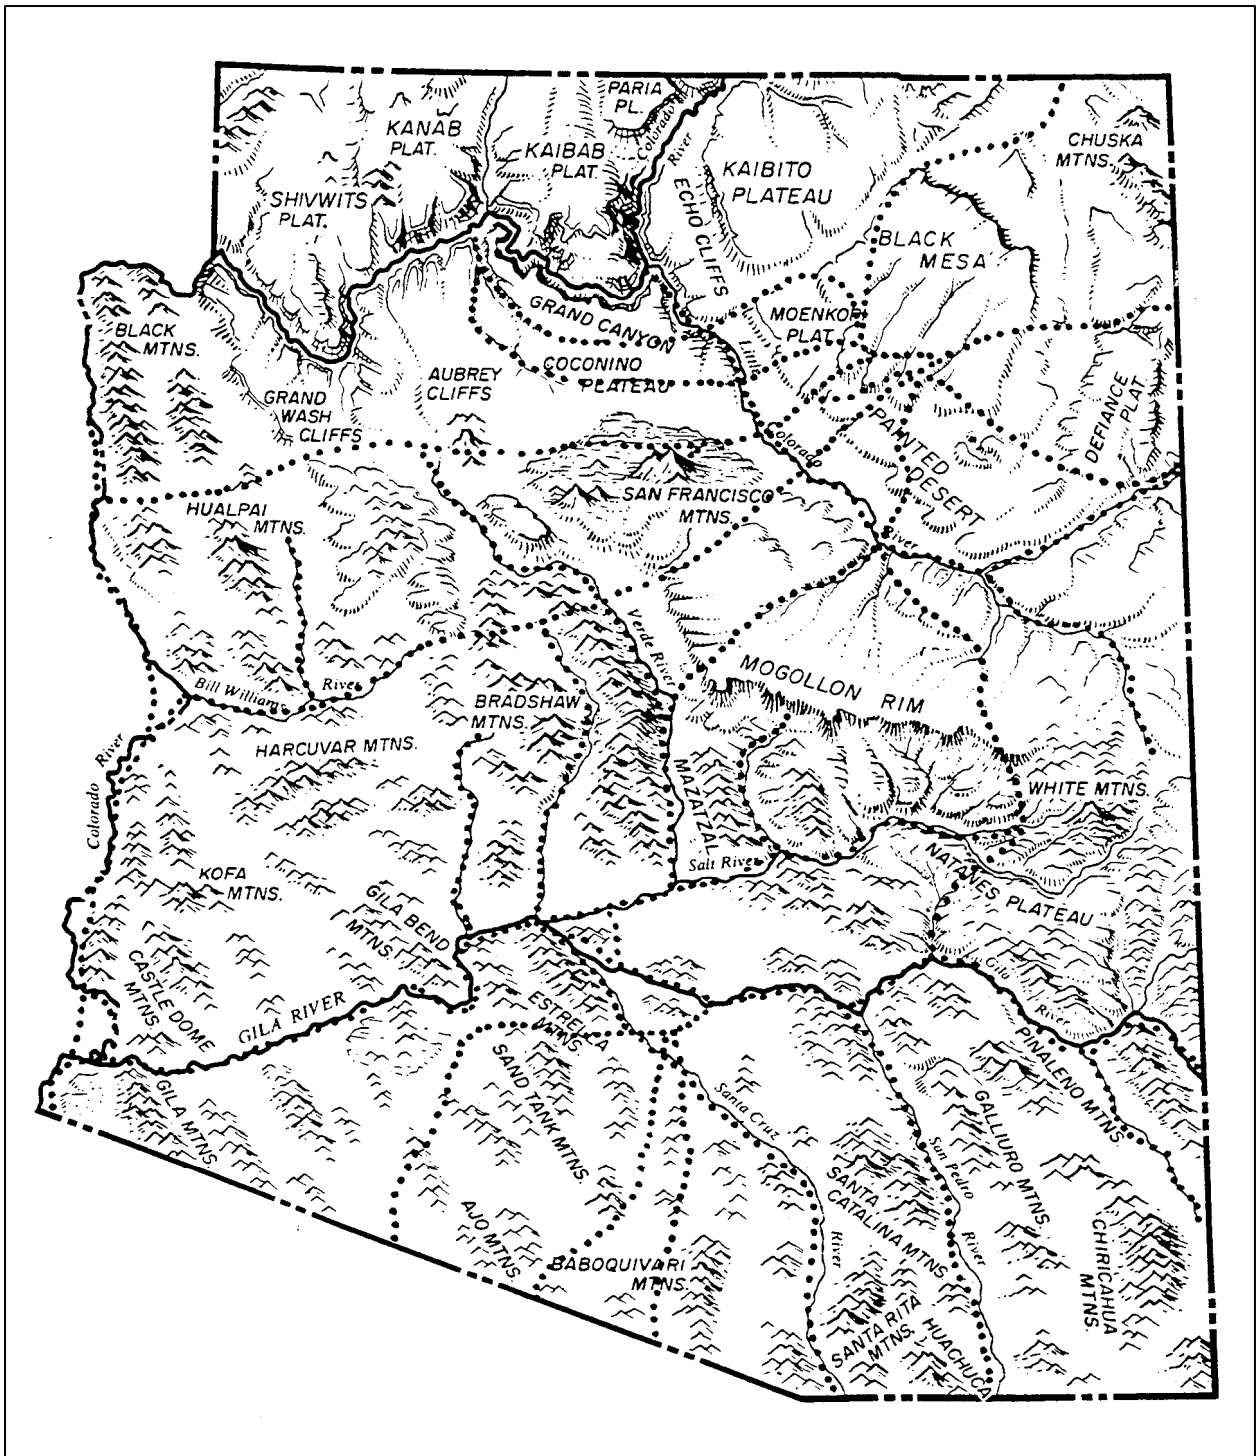 PARIA
PL.
KANAB
PLAT.
KAIBAB
PLAT.
Colorado
River
KAIBITO
PLATEAU
CHUSKA
MTNS.
SHIVWITS
PLAT.
ECHO CLIFFS
BLACK
MESA
GRAND CANYON
MOENKOPI
PLAT.
BLACK
MTNS.
Little
COCONINO
PLATEAU
AUBREY
CLIFFS
GRAND
WASH
CLIFFS
DEFIANCE
PLAT.
PAINTED
DESERT
Colorado
River
SAN FRANCISCO
MTNS.
HUALPAI
MTNS.
Verde River
MOGOLLON RIM
Bill Williams
River
BRADSHAW
MTNS.
HARCUVAR MTNS.
Colorado River
MAZATZAL
WHITE MTNS.
Salt River
NATANES PLATEAU
KOFA
MTNS.
GILA BEND
MTNS.
CASTLE DOME
MTNS.
GILA RIVER
Gila
River
ESTRELLA
MTNS.
PINALENO MTNS.
SAND TANK MTNS.
GILA MTNS.
Santa Cruz
River
GALLIURO MTNS.
San Pedro
River
SANTA
CATALINA MTNS.
AJO MTNS.
CHIRICAHUA
MTNS.
BABOQUIVARI
MTNS.
SANTA RITA
MTNS.
HUACHUCA